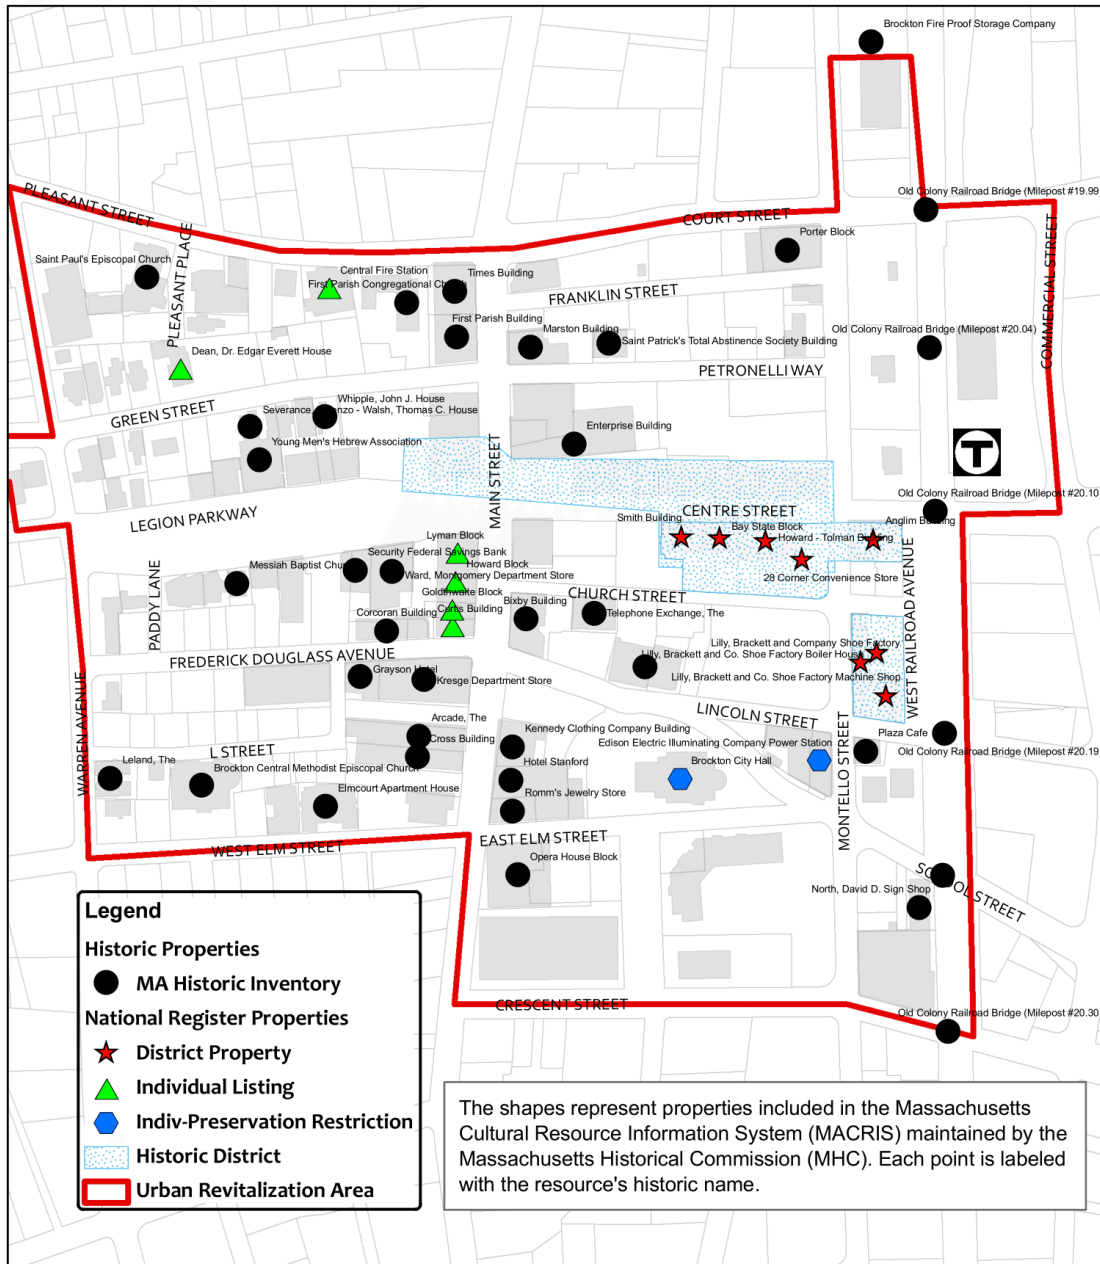 Brockton Fire Proof Storage Company
PLEASANT STREET
Old Colony Railroad Bridge (Milepost #19.99
COURT STREET
Porter Block
COMMERCIAL STREET
PLEASANT PLACE
Saint Paul's Episcopal Church
Central Fire Station
Times Building
First Parish Congregational Church
FRANKLIN STREET
First Parish Building
Marston Building
Old Colony Railroad Bridge (Milepost #20.04)
Saint Patrick's Total Abstinence Society Building
Dean, Dr. Edgar Everett House
PETRONELLI WAY
GREEN STREET
Whipple, John J. House
Severance, nzo - Walsh, Thomas C. House
Young Men's Hebrew Association
Enterprise Building
T
MAIN STREET
Old Colony Railroad Bridge (Milepost #20.10
LEGION PARKWAY
CENTRE STREET
Smith Building
Bay State Block
Anglim Building
Howard - Tolman Building
Lyman Block
Security Federal Savings Bank
Howard Block
Messiah Baptist Church
Ward, Montgomery Department Store
28 Corner Convenience Store
Goldthwaite Block
CHURCH STREET
Bixby Building
Curtis Building
Corcoran Building
Telephone Exchange, The
PADDY LANE
WEST RAILROAD AVENUE
Lilly, Brackett and Company Shoe Factory
Lilly, Brackett and Co. Shoe Factory Boiler House
FREDERICK DOUGLASS AVENUE
Grayson Hotel
Kresge Department Store
Lilly, Brackett and Co. Shoe Factory Machine Shop
WARREN AVENUE
LINCOLN STREET
Arcade, The
Kennedy Clothing Company Building
Plaza Cafe
Cross Building
Edison Electric Illuminating Company Power Station
L STREET
Old Colony Railroad Bridge (Milepost #20.19
Leland, The
Brockton Central Methodist Episcopal Church
Hotel Stanford
Brockton City Hall
MONTELLO STREET
Elmcourt Apartment House
Romm's Jewelry Store
WEST ELM STREET
EAST ELM STREET
Opera House Block
SCHOOL STREET
North, David D. Sign Shop
CRESCENT STREET
Old Colony Railroad Bridge (Milepost #20.30
Legend
Historic Properties
MA Historic Inventory
National Register Properties
District Property
Individual Listing
Indiv-Preservation Restriction
Historic District
Urban Revitalization Area
The shapes represent properties included in the Massachusetts
Cultural Resource Information System (MACRIS) maintained by the
Massachusetts Historical Commission (MHC). Each point is labeled
with the resource's historic name.